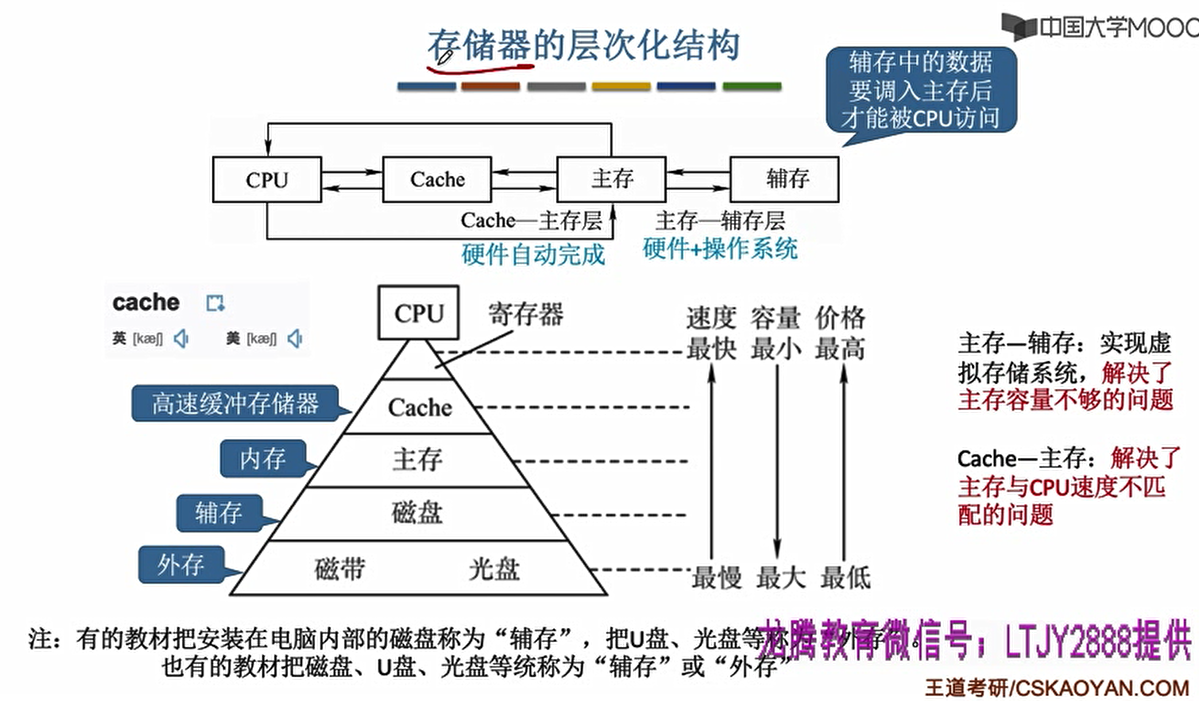 存储器的层次化结构
中国大学MOOC
辅存中的数据
要调入主存后
才能被CPU访问
CPU
Cache
主存
辅存
Cache—主存层
主存—辅存层
硬件自动完成
硬件+操作系统
cache
英 [kæʃ] 美 [kæʃ]
CPU
寄存器
速度 容量 价格
最快 最小 最高
高速缓冲存储器
Cache
内存
主存
辅存
磁盘
外存
磁带 光盘
最慢 最大 最低
主存—辅存：实现虚
拟存储系统，解决了
主存容量不够的问题
Cache—主存：解决了
主存与CPU速度不匹
配的问题
注：有的教材把安装在电脑内部的磁盘称为“辅存”，把U盘、光盘等称
也有的教材把磁盘、U盘、光盘等统称为“辅存”或“外存”
龙腾教育微信号；LTJY2888提供
王道考研/CSKAOYAN.COM